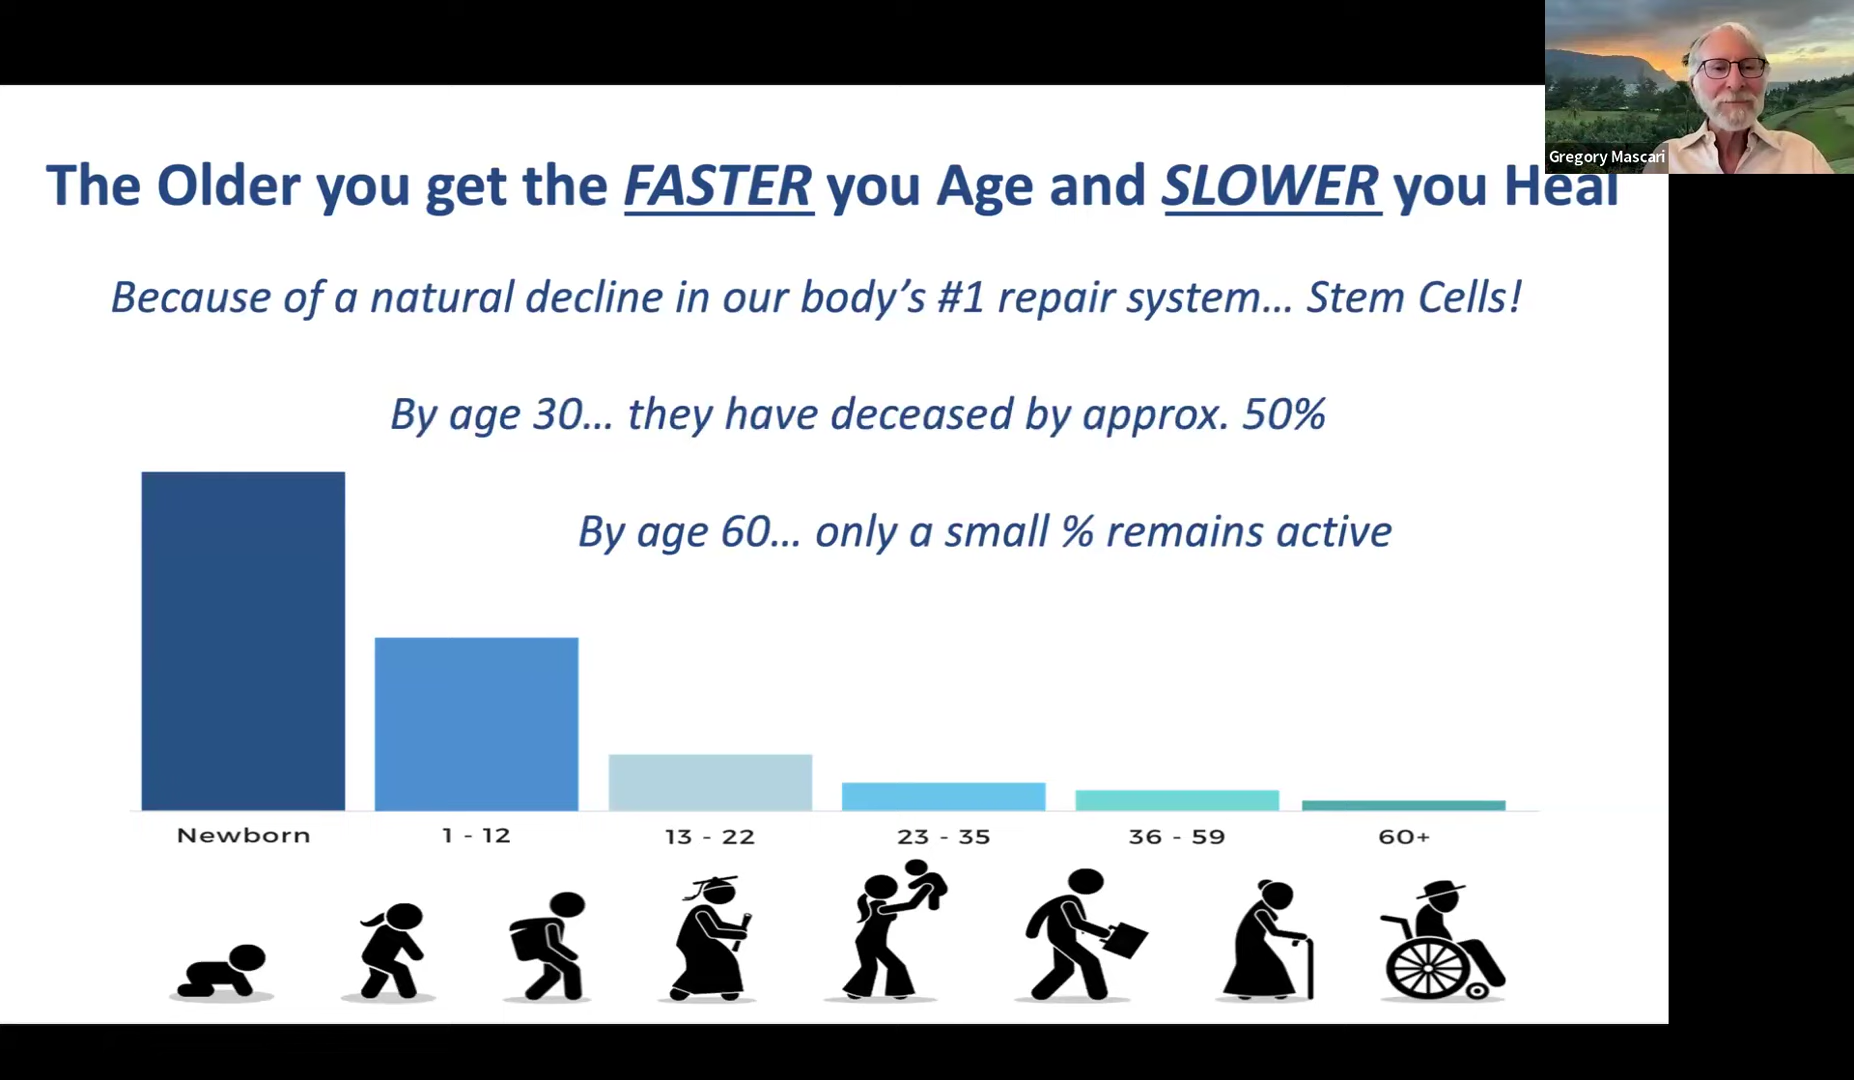 Gregory Mascari
The Older you get the FASTER you Age and SLOWER you Heal
Because of a natural decline in our body’s #1 repair system... Stem Cells!
By age 30... they have deceased by approx. 50%
By age 60... only a small % remains active
Newborn 1 - 12 13 - 22 23 - 35 36 - 59 60+